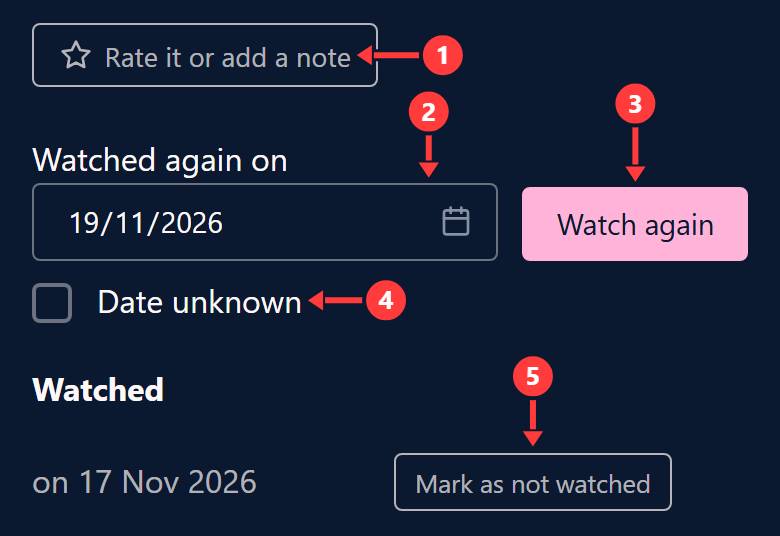 Rate it or add a note 1
2
3
Watched again on
19/11/2026
Watch again
Date unknown 4
5
Watched
on 17 Nov 2026
Mark as not watched